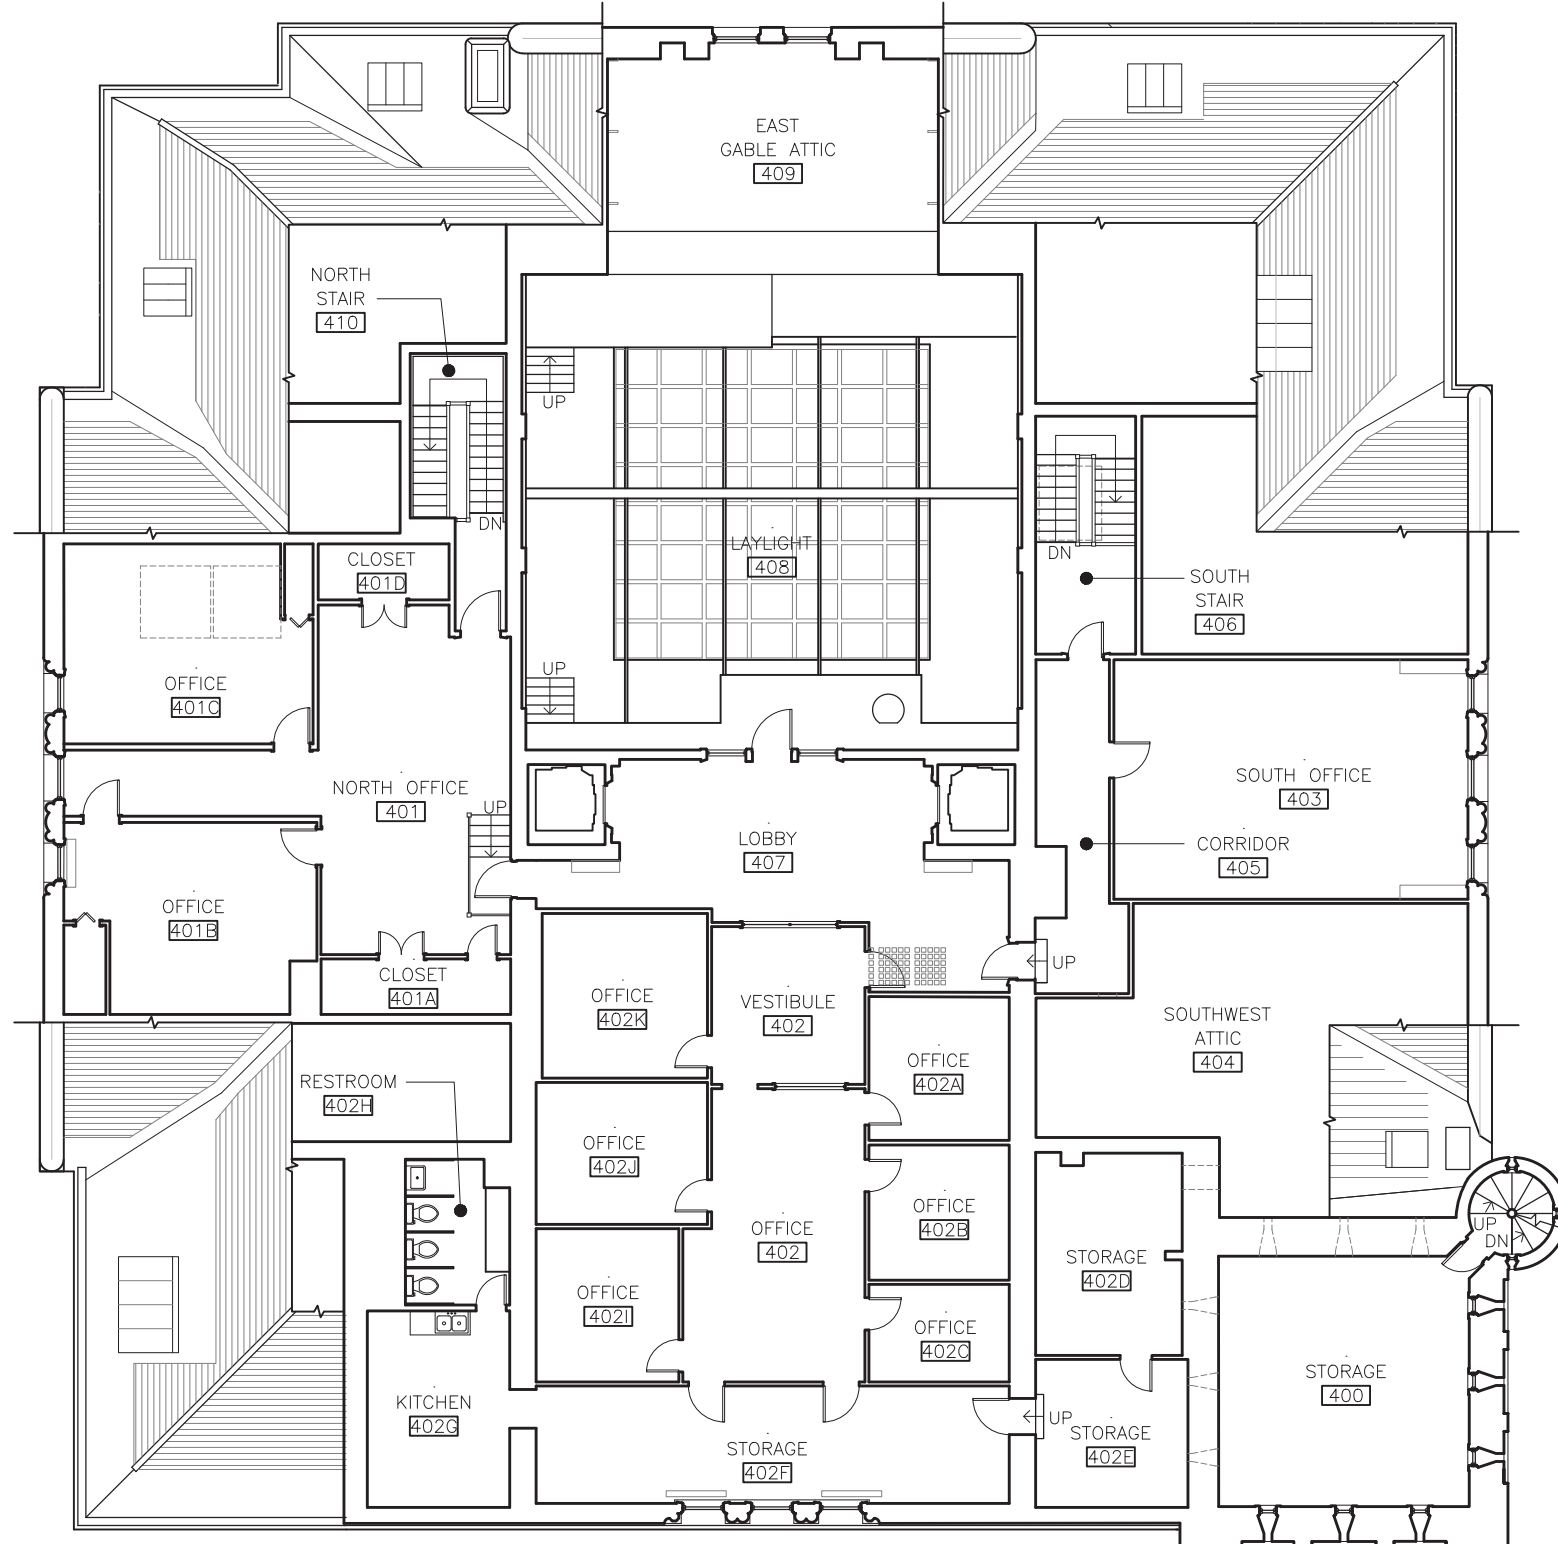 EAST
GABLE ATTIC
409
NORTH
STAIR
410
UP
DN
DN
LAYLIGHT
408
CLOSET
401D
SOUTH
STAIR
406
UP
OFFICE
401C
NORTH OFFICE
401
UP
SOUTH OFFICE
403
LOBBY
407
CORRIDOR
405
OFFICE
401B
CLOSET
401A
OFFICE
402K
VESTIBULE
402
UP
SOUTHWEST
ATTIC
404
OFFICE
402A
RESTROOM
402H
OFFICE
402J
OFFICE
402B
OFFICE
402
UP
DN
STORAGE
402D
OFFICE
402I
OFFICE
402C
STORAGE
400
KITCHEN
402G
UP
STORAGE
402E
STORAGE
402F